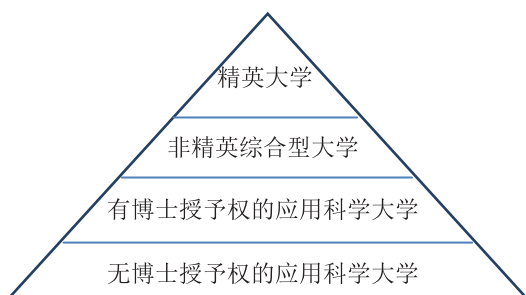 精英大学
非精英综合型大学
有博士授予权的应用科学大学
无博士授予权的应用科学大学